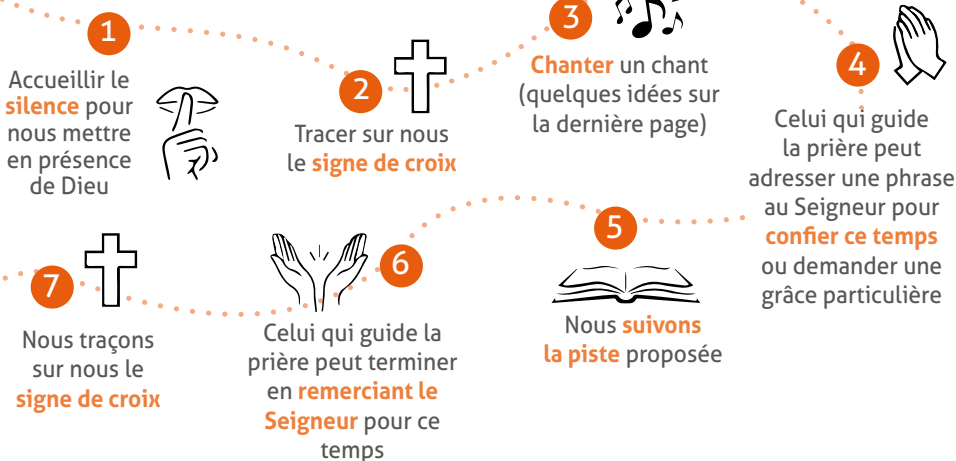 1
Accueillir le
silence pour
nous mettre
en présence
de Dieu
2
Tracer sur nous
le signe de croix
3
Chanter un chant
(quelques idées sur
la dernière page)
4
Celui qui guide
la prière peut
adresser une phrase
au Seigneur pour
confier ce temps
ou demander une
grâce particulière
5
Nous suivons
la piste proposée
6
Celui qui guide la
prière peut terminer
en remerciant le
Seigneur pour ce
temps
7
Nous traçons
sur nous le
signe de croix